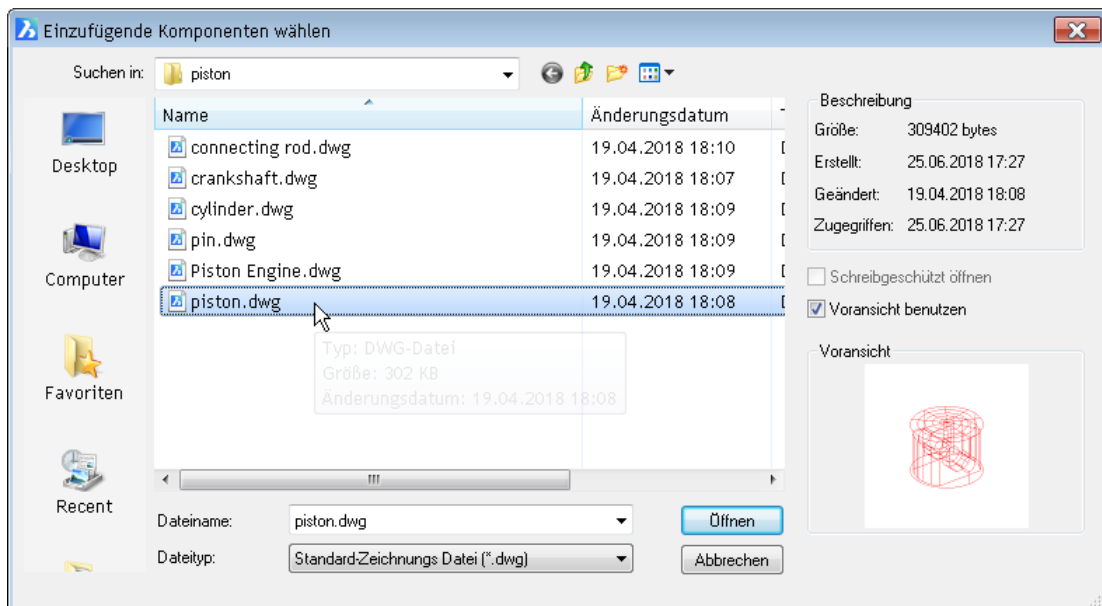 Einzufügende Komponenten wählen
Suchen in: piston
Desktop
Computer
Favoriten
Recent
Name Änderungsdatum
connecting rod.dwg 19.04.2018 18:10
crankshaft.dwg 19.04.2018 18:07
cylinder.dwg 19.04.2018 18:09
pin.dwg 19.04.2018 18:09
Piston Engine.dwg 19.04.2018 18:09
piston.dwg 19.04.2018 18:08
Typ: DWG-Datei
Größe: 302 KB
Änderungsdatum: 19.04.2018 18:08
Dateiname: piston.dwg Öffnen
Dateityp: Standard-Zeichnungs Datei (*.dwg) Abbrechen
Beschreibung
Größe: 309402 bytes
Erstellt: 25.06.2018 17:27
Geändert: 19.04.2018 18:08
Zugegriffen: 25.06.2018 17:27
Schreibgeschützt öffnen
Voransicht benutzen
Voransicht